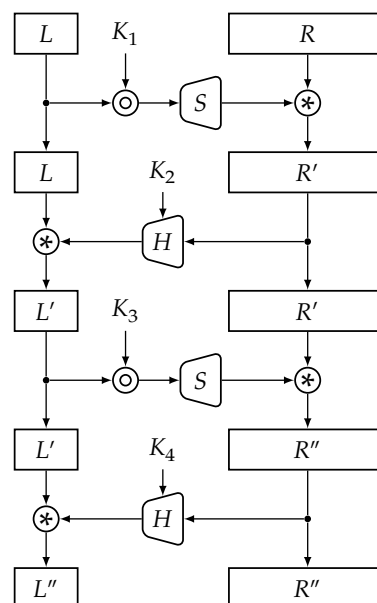 L K₁ R
S *
L K₂ R′
* H
L′ K₃ R′
S *
L′ K₄ R″
* H
L″ R″